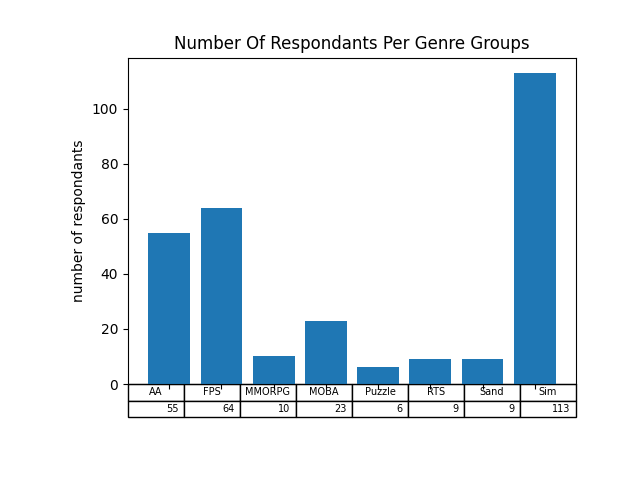 Number Of Respondants Per Genre Groups
number of respondants
100
80
60
40
20
0
AA FPS MMORPG MOBA Puzzle RTS Sand Sim
55 64 10 23 6 9 9 113